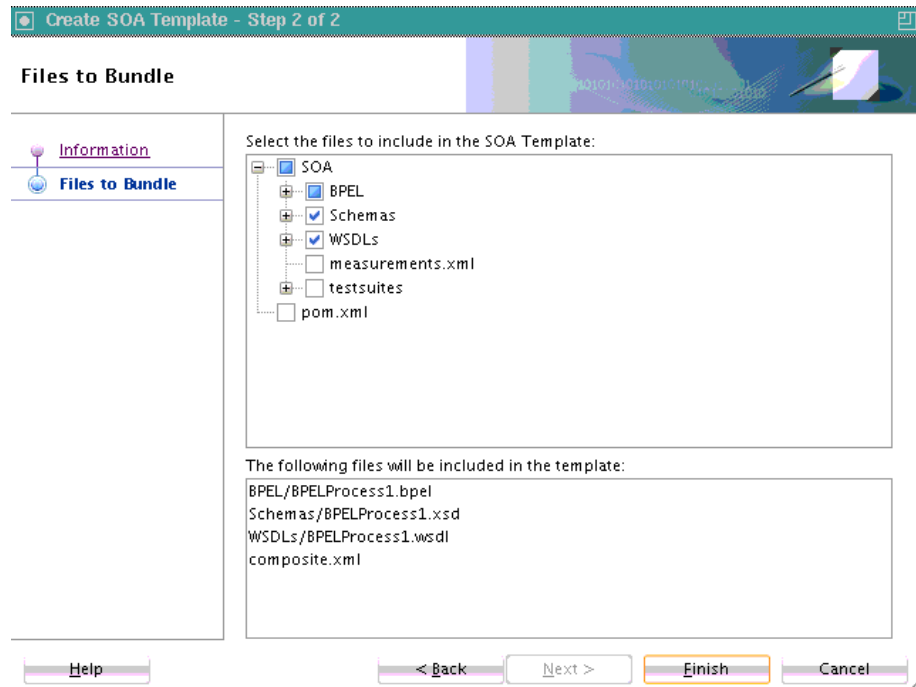 Create SOA Template - Step 2 of 2
Files to Bundle
Information
Files to Bundle
Select the files to include in the SOA Template:
SOA
BPEL
Schemas
WSDLs
measurements.xml
testsuites
pom.xml
The following files will be included in the template:
BPEL/BPELProcess1.bpel
Schemas/BPELProcess1.xsd
WSDLs/BPELProcess1.wsdl
composite.xml
Help < Back Next > Finish Cancel